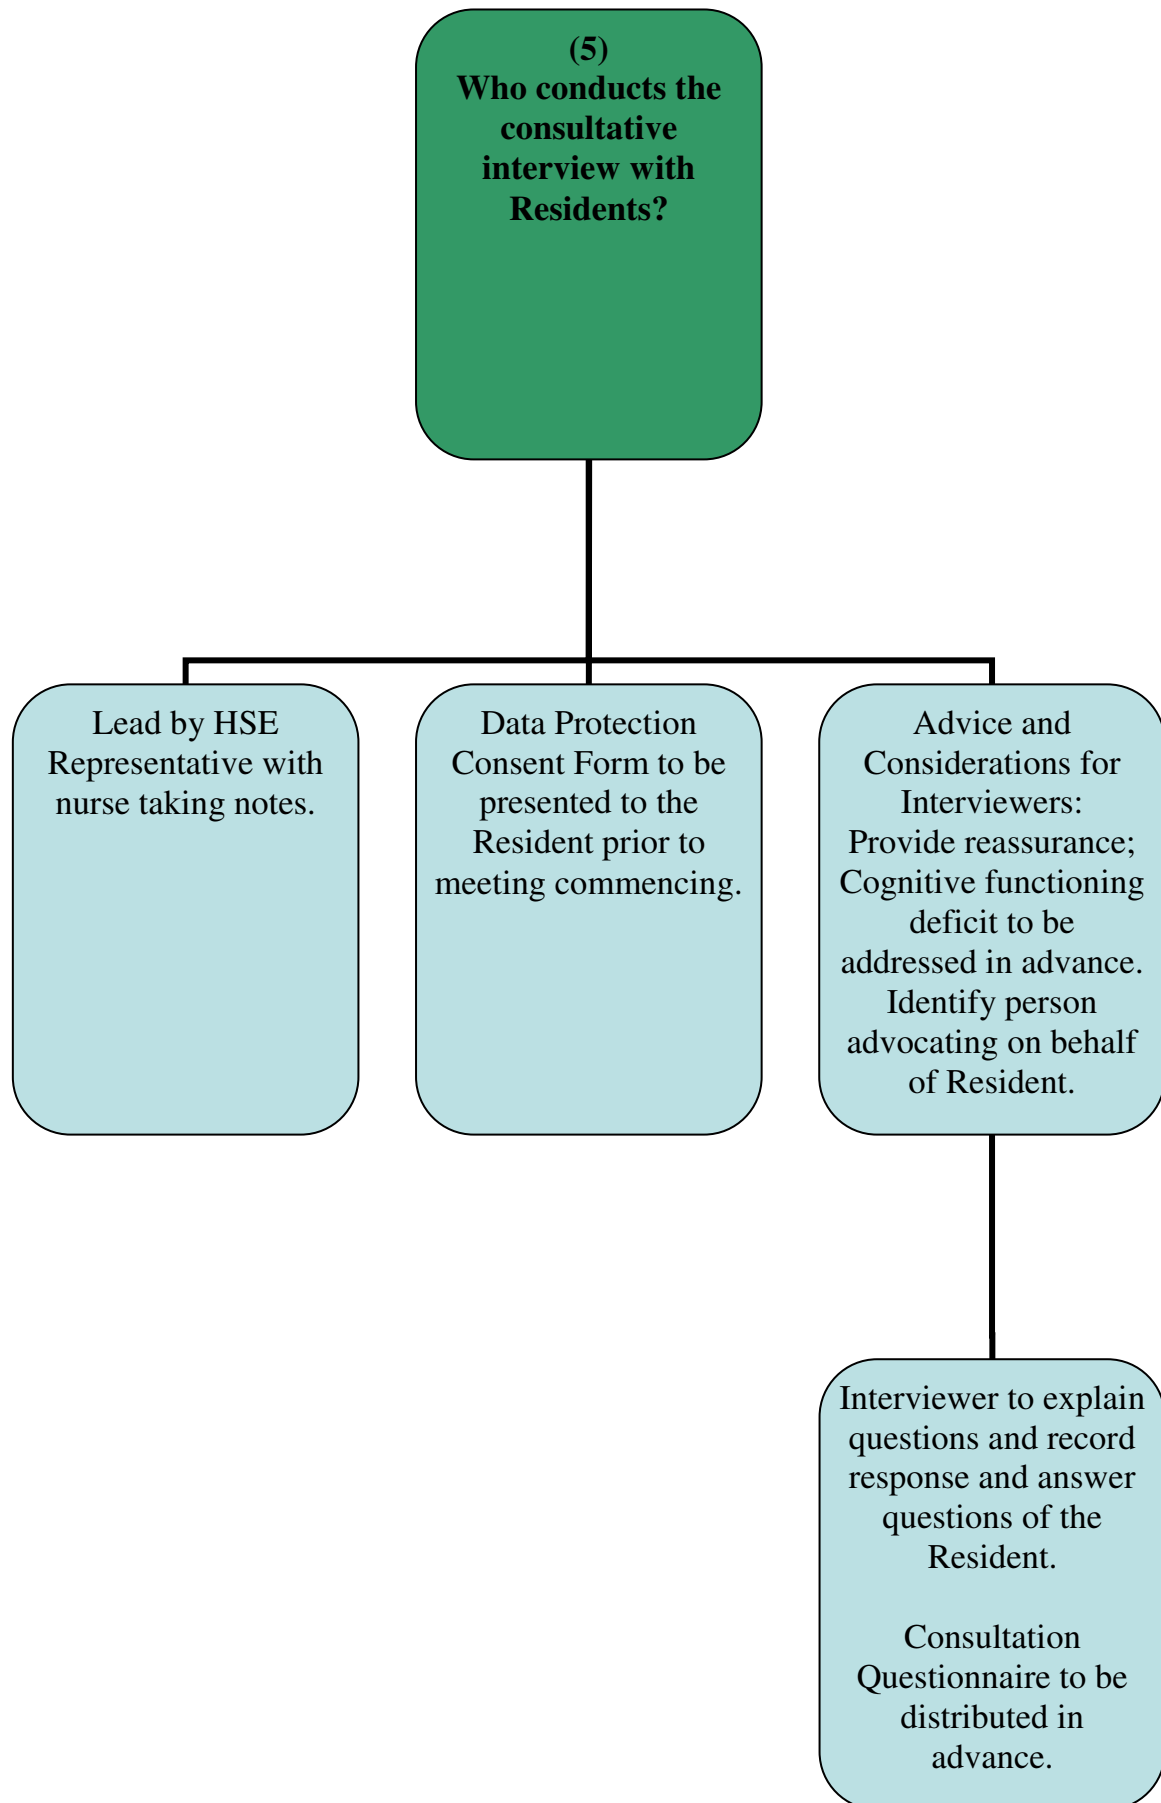 (5)
Who conducts the
consultative
interview with
Residents?
Lead by HSE
Representative with
nurse taking notes.
Data Protection
Consent Form to be
presented to the
Resident prior to
meeting commencing.
Advice and
Considerations for
Interviewers:
Provide reassurance;
Cognitive functioning
deficit to be
addressed in advance.
Identify person
advocating on behalf
of Resident.
Interviewer to explain
questions and record
response and answer
questions of the
Resident.
Consultation
Questionnaire to be
distributed in
advance.